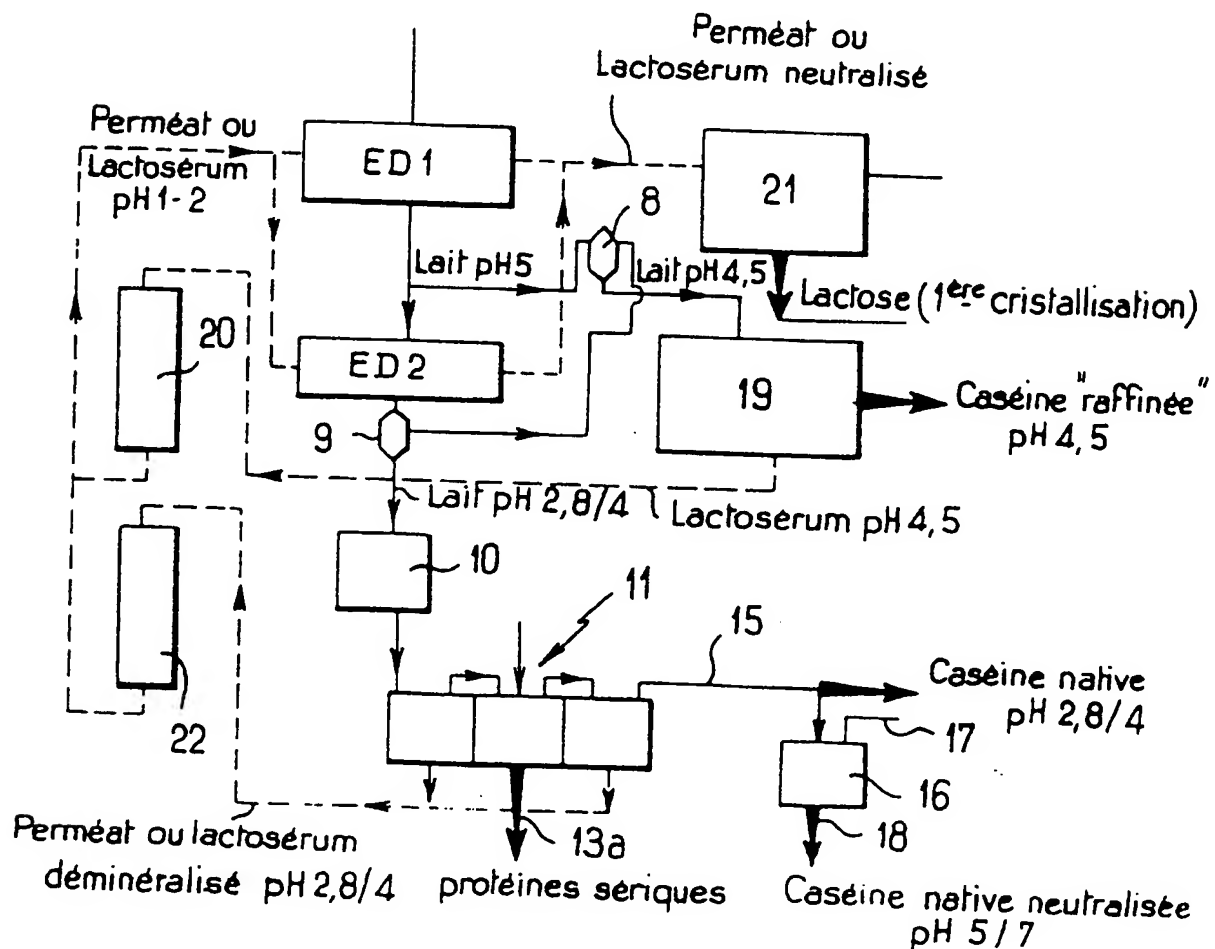 Perméat ou
Lactosérum neutralisé
Perméat ou
Lactosérum
pH 1-2
ED 1
21
8
Lait pH 5
Lait pH 4,5
Lactose (1ère cristallisation)
20
ED 2
19
Caséine "raffinée"
pH 4,5
9
Lait pH 2,8/4
Lactosérum pH 4,5
10
11
15
Caséine native
pH 2,8/4
22
17
16
Perméat ou lactosérum
déminéralisé pH 2,8/4
13a
18
protéines sériques
Caséine native neutralisée
pH 5/7